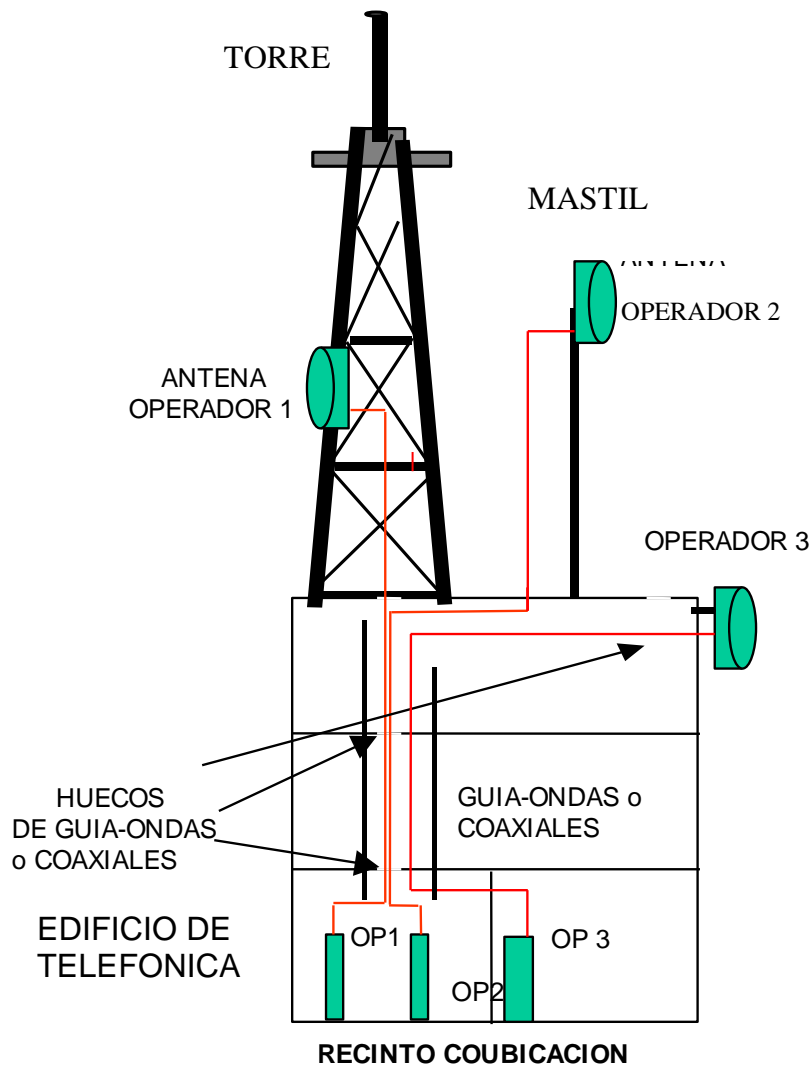 TORRE
MASTIL
ANTENA
OPERADOR 2
ANTENA
OPERADOR 1
OPERADOR 3
HUECOS
DE GUIA-ONDAS
o COAXIALES
GUIA-ONDAS o
COAXIALES
EDIFICIO DE
TELEFONICA
OP1
OP2
OP 3
RECINTO COUBICACION